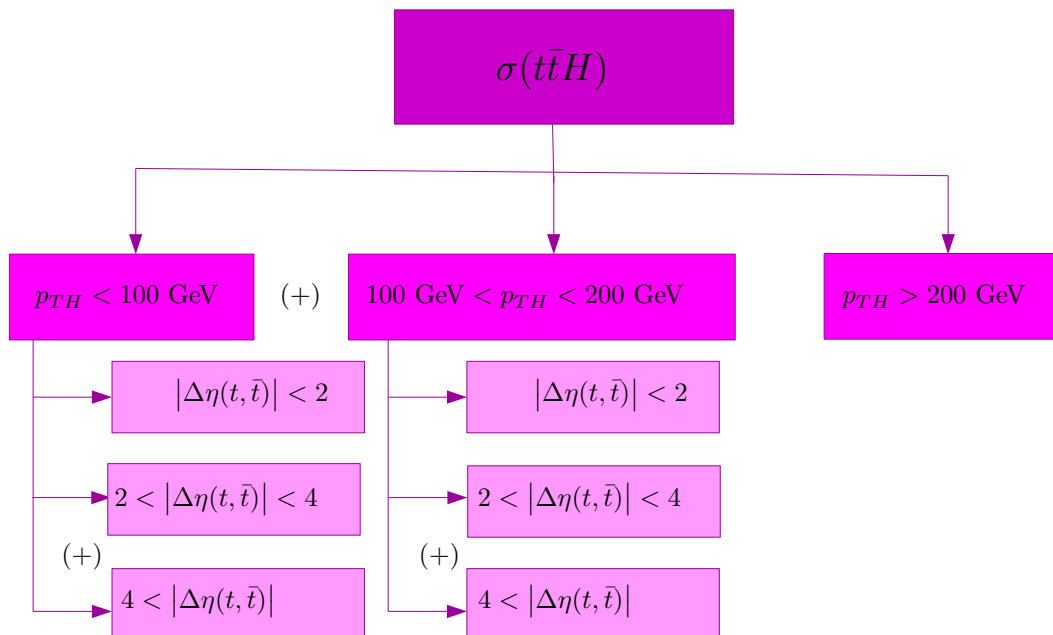 σ(tt̄H)
p_{TH} < 100 GeV (+) 100 GeV < p_{TH} < 200 GeV p_{TH} > 200 GeV
|Δη(t, t̄)| < 2 |Δη(t, t̄)| < 2
2 < |Δη(t, t̄)| < 4 2 < |Δη(t, t̄)| < 4
(+) (+)
4 < |Δη(t, t̄)| 4 < |Δη(t, t̄)|